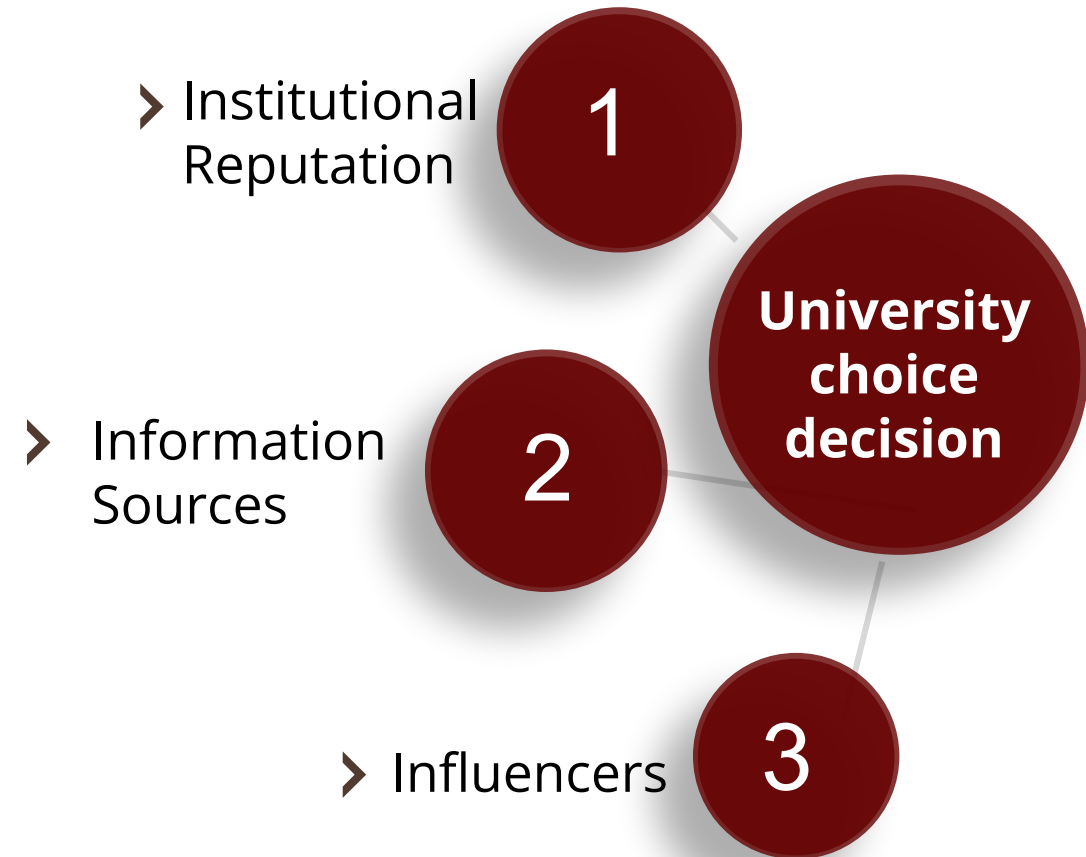 Institutional
Reputation
1
University
choice
decision
Information
Sources
2
Influencers
3